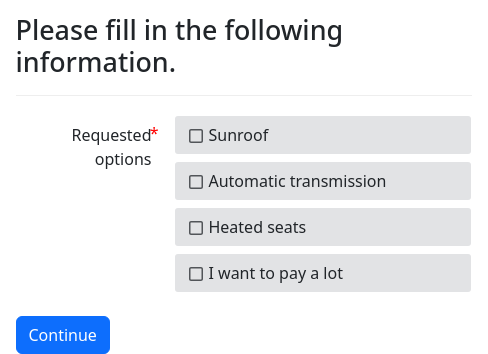 Please fill in the following
information.
Requested*
options
Sunroof
Automatic transmission
Heated seats
I want to pay a lot
Continue